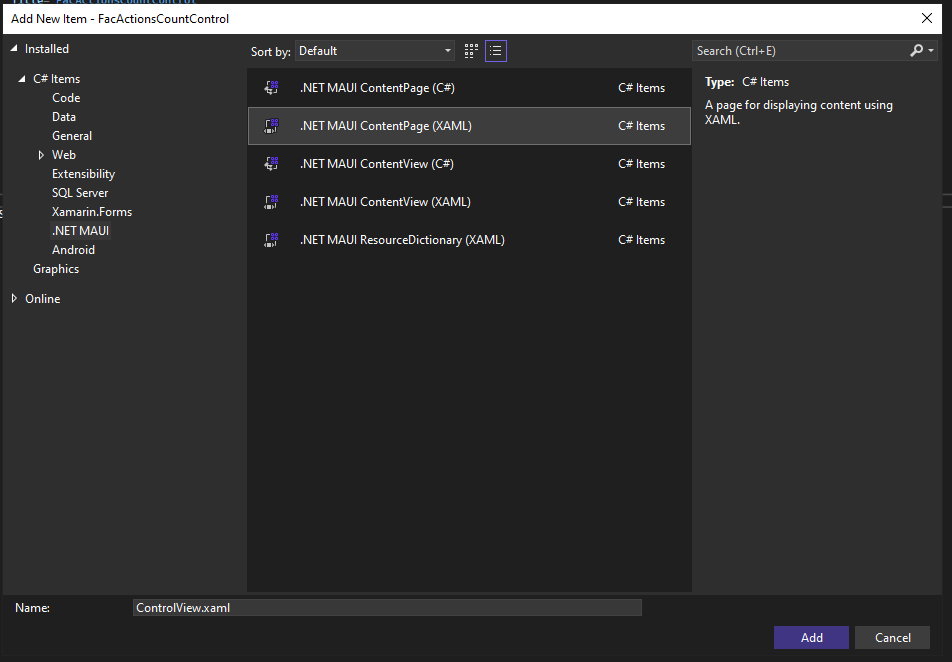 Title="FacActionsCountControl
Add New Item - FacActionsCountControl
Installed
C# Items
Code
Data
General
Web
Extensibility
SQL Server
Xamarin.Forms
.NET MAUI
Android
Graphics
Online
Sort by: Default
.NET MAUI ContentPage (C#) C# Items
.NET MAUI ContentPage (XAML) C# Items
.NET MAUI ContentView (C#) C# Items
.NET MAUI ContentView (XAML) C# Items
.NET MAUI ResourceDictionary (XAML) C# Items
Search (Ctrl+E)
Type: C# Items
A page for displaying content using
XAML.
Name: ControlView.xaml
Add Cancel